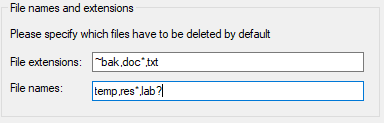 File names and extensions
Please specify which files have to be deleted by default
File extensions: ~bak,doc*,txt
File names: temp,res*,lab?